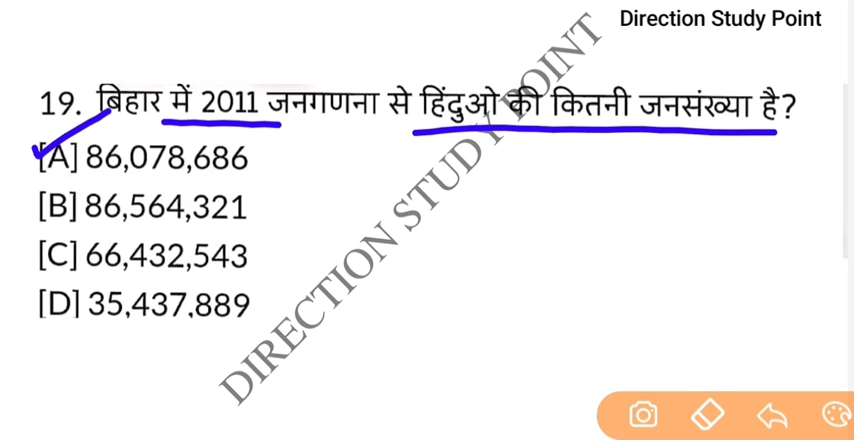 Direction Study Point
19. बिहार में 2011 जनगणना से हिंदुओ की कितनी जनसंख्या है?
[A] 86,078,686
[B] 86,564,321
[C] 66,432,543
[D] 35,437,889
DIRECTION STUDY POINT